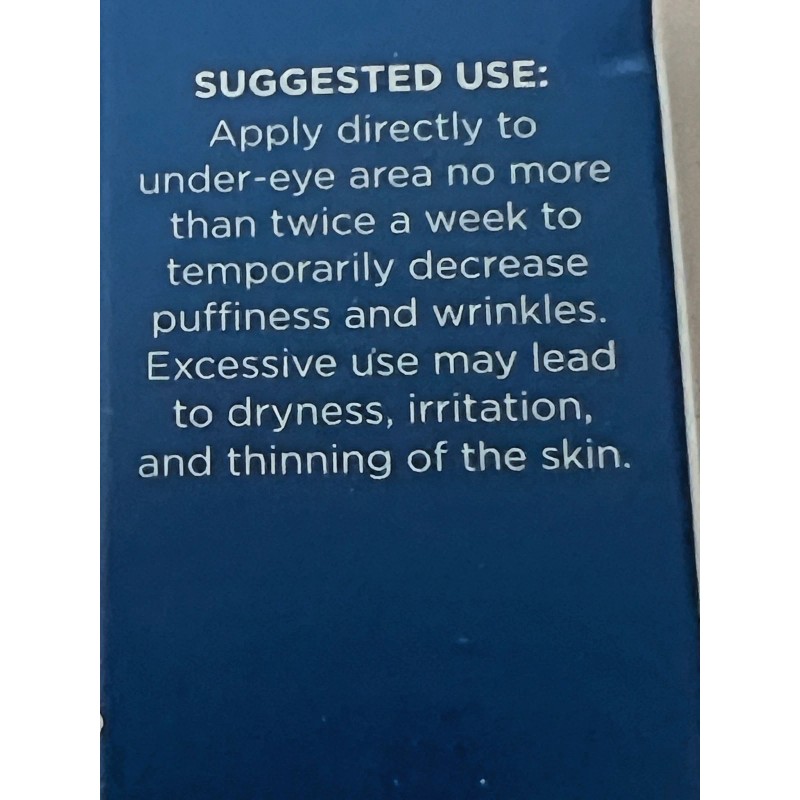 SUGGESTED USE:
Apply directly to
under-eye area no more
than twice a week to
temporarily decrease
puffiness and wrinkles.
Excessive use may lead
to dryness, irritation,
and thinning of the skin.